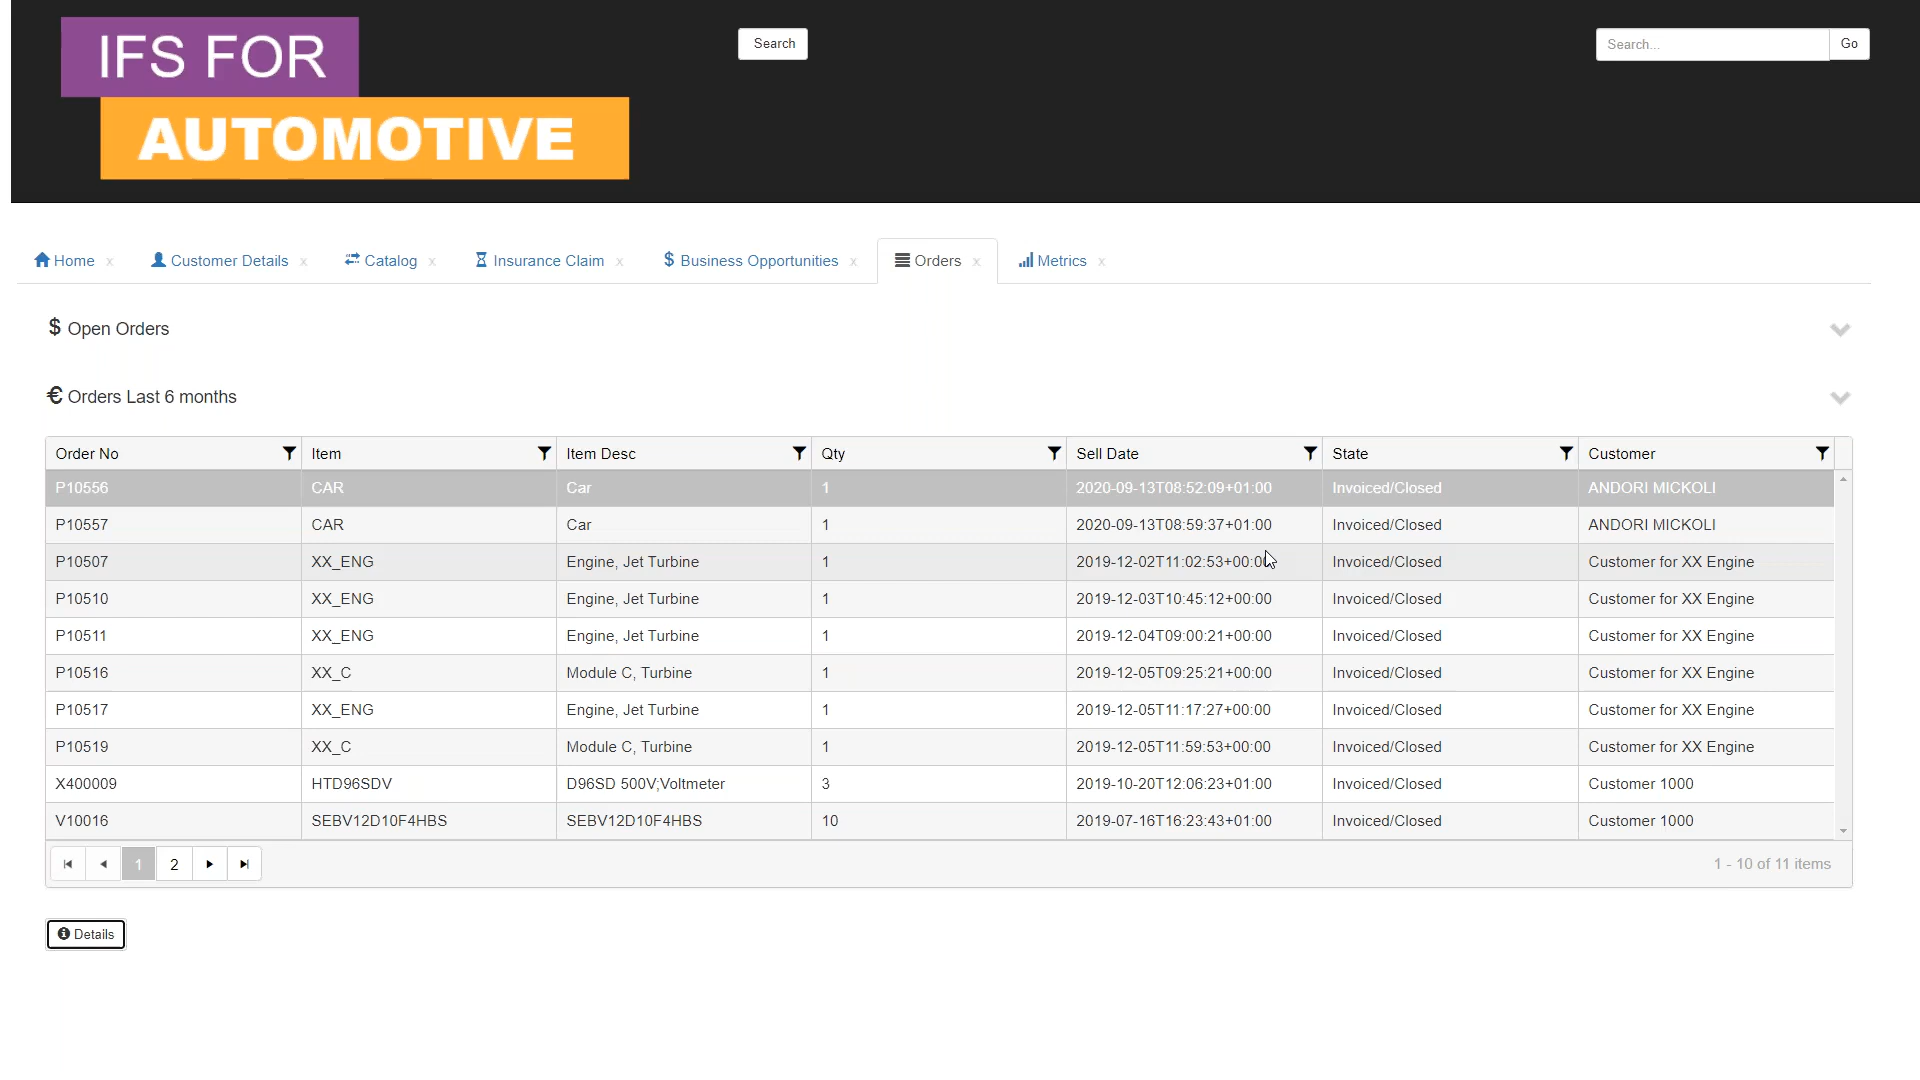 IFS FOR
AUTOMOTIVE
Search
Search... Go
Home x Customer Details x Catalog x Insurance Claim x $ Business Opportunities x Orders x Metrics x
$ Open Orders
€ Orders Last 6 months
Order No Item Item Desc Qty Sell Date State Customer
P10556 CAR Car 1 2020-09-13T08:52:09+01:00 Invoiced/Closed ANDORI MICKOLI
P10557 CAR Car 1 2020-09-13T08:59:37+01:00 Invoiced/Closed ANDORI MICKOLI
P10507 XX_ENG Engine, Jet Turbine 1 2019-12-02T11:02:53+00:00 Invoiced/Closed Customer for XX Engine
P10510 XX_ENG Engine, Jet Turbine 1 2019-12-03T10:45:12+00:00 Invoiced/Closed Customer for XX Engine
P10511 XX_ENG Engine, Jet Turbine 1 2019-12-04T09:00:21+00:00 Invoiced/Closed Customer for XX Engine
P10516 XX_C Module C, Turbine 1 2019-12-05T09:25:21+00:00 Invoiced/Closed Customer for XX Engine
P10517 XX_ENG Engine, Jet Turbine 1 2019-12-05T11:17:27+00:00 Invoiced/Closed Customer for XX Engine
P10519 XX_C Module C, Turbine 1 2019-12-05T11:59:53+00:00 Invoiced/Closed Customer for XX Engine
X400009 HTD96SDV D96SD 500V;Voltmeter 3 2019-10-20T12:06:23+01:00 Invoiced/Closed Customer 1000
V10016 SEBV12D10F4HBS SEBV12D10F4HBS 10 2019-07-16T16:23:43+01:00 Invoiced/Closed Customer 1000
1 2 1 - 10 of 11 items
Details